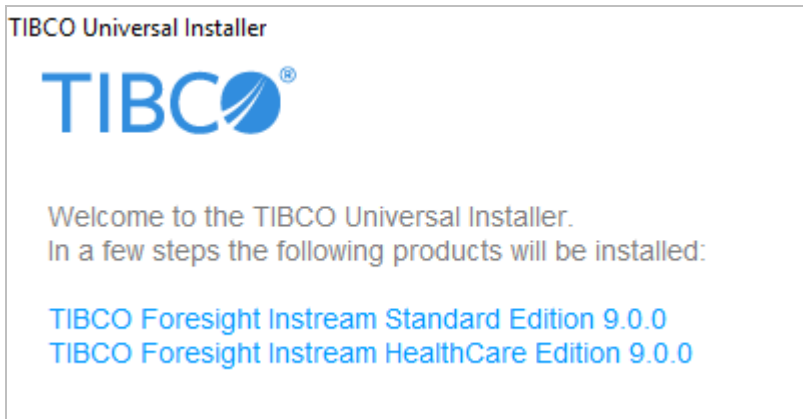 TIBCO Universal Installer
TIBCO®
Welcome to the TIBCO Universal Installer.
In a few steps the following products will be installed:
TIBCO Foresight Instream Standard Edition 9.0.0
TIBCO Foresight Instream HealthCare Edition 9.0.0